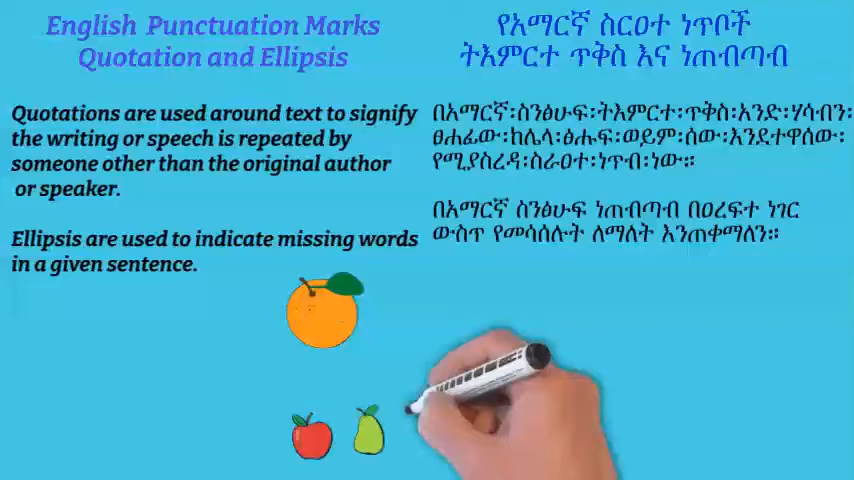 English Punctuation Marks
Quotation and Ellipsis
Quotations are used around text to signify
the writing or speech is repeated by
someone other than the original author
or speaker.
Ellipsis are used to indicate missing words
in a given sentence.
የአማርኛ ስርዐተ ነጥቦች
ትእምርተ ጥቅስ እና ነጠብጣብ
በአማርኛ፡ስንፅሁፍ፡ትእምርተ፡ጥቅስ፡አንድ፡ሃሳብን፡
ፀሐፊው፡ከሌላ፡ፅሑፍ፡ወይም፡ሰው፡እንደተዋሰው፡
የሚያስረዳ፡ስራዐተ፡ነጥብ፡ነው።
በአማርኛ ስንፅሁፍ ነጠብጣብ በዐረፍተ ነገር
ውስጥ የመሳሰሉት ለማለት እንጠቀማለን።